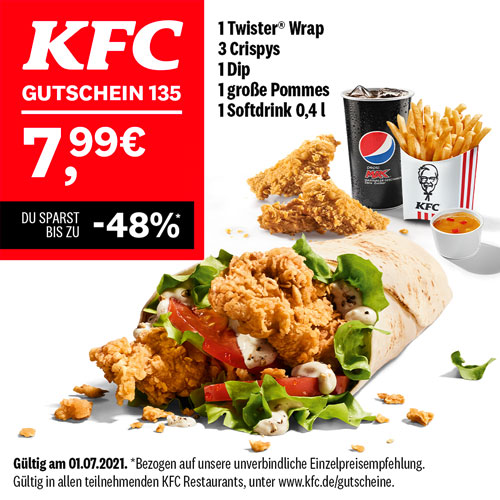 KFC
GUTSCHEIN 135
7,99€
DU SPARST
BIS ZU
-48%*
1 Twister® Wrap
3 Crispys
1 Dip
1 große Pommes
1 Softdrink 0,4 l
pepsi
KFC
Gültig am 01.07.2021. *Bezogen auf unsere unverbindliche Einzelpreisempfehlung.
Gültig in allen teilnehmenden KFC Restaurants, unter www.kfc.de/gutscheine.